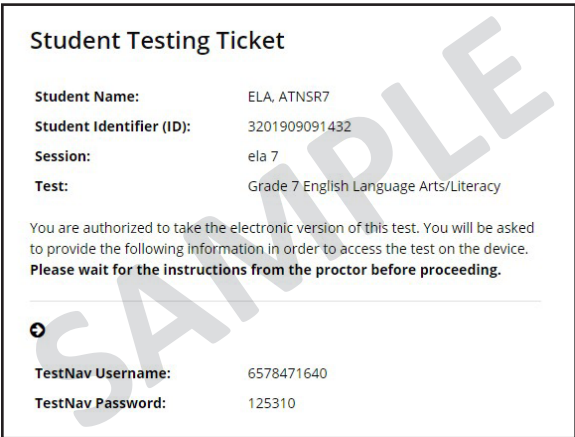 Student Testing Ticket
Student Name: ELA, ATNSR7
Student Identifier (ID): 3201909091432
Session: ela 7
Test: Grade 7 English Language Arts/Literacy
You are authorized to take the electronic version of this test. You will be asked
to provide the following information in order to access the test on the device.
Please wait for the instructions from the proctor before proceeding.
SAMPLE
TestNav Username: 6578471640
TestNav Password: 125310